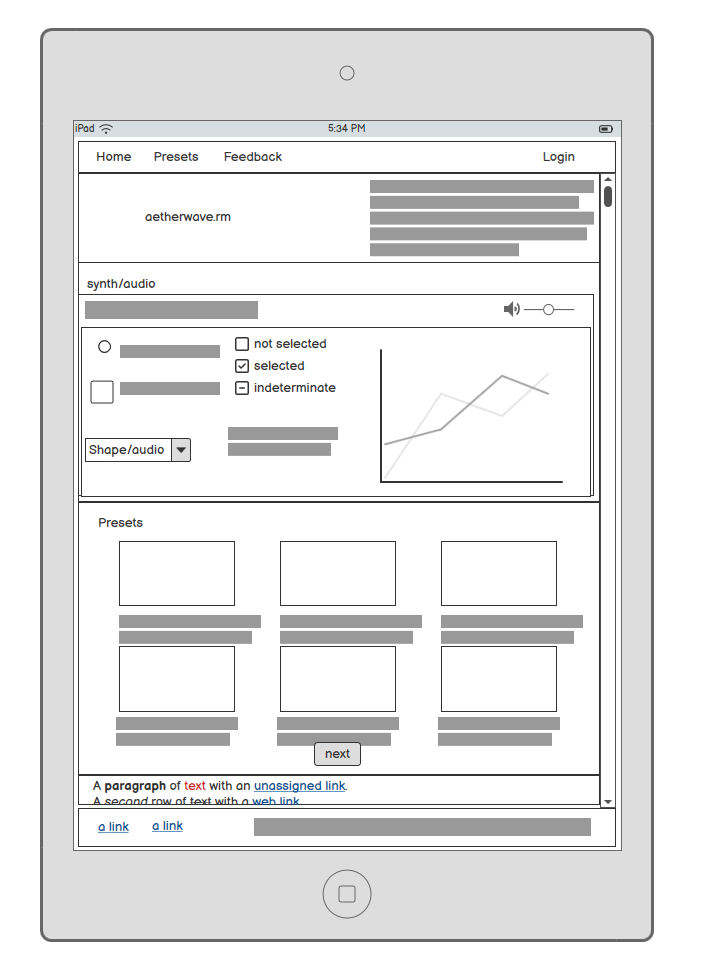 iPad 5:34 PM
Home Presets Feedback Login
aetherwave.rm
synth/audio
not selected
selected
indeterminate
Shape/audio
Presets
next
A paragraph of text with an unassigned link.
A second row of text with a web link
a link a link